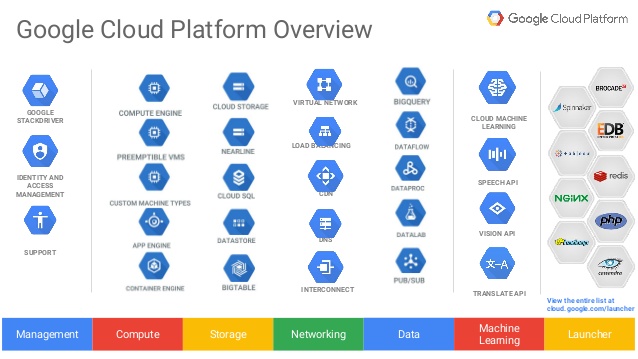 Google Cloud Platform Overview
Google Cloud Platform
GOOGLE
STACKDRIVER
IDENTITY AND
ACCESS
MANAGEMENT
SUPPORT
COMPUTE ENGINE
PREEMPTIBLE VMS
CUSTOM MACHINE TYPES
APP ENGINE
CONTAINER ENGINE
CLOUD STORAGE
NEARLINE
CLOUD SQL
DATASTORE
BIGTABLE
VIRTUAL NETWORK
LOAD BALANCING
CDN
DNS
INTERCONNECT
BIGQUERY
DATAFLOW
DATAPROC
DATALAB
PUB/SUB
CLOUD MACHINE
LEARNING
SPEECH API
VISION API
TRANSLATE API
BROCADE
Spinnaker
EDB
tableau
redis
NGINX
php
cassandra
View the entire list at
cloud.google.com/launcher
Management
Compute
Storage
Networking
Data
Machine
Learning
Launcher